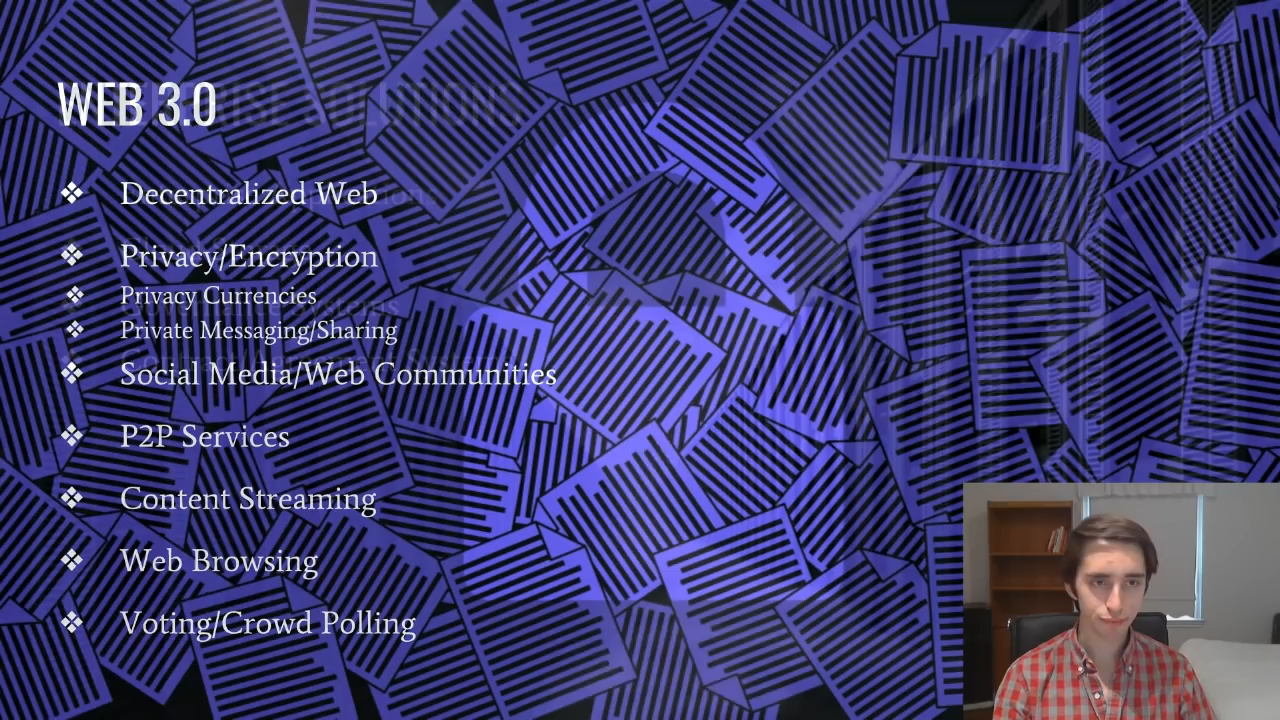 WEB 3.0
❖ Decentralized Web
❖ Privacy/Encryption
❖ Privacy Currencies
❖ Private Messaging/Sharing
❖ Social Media/Web Communities
❖ P2P Services
❖ Content Streaming
❖ Web Browsing
❖ Voting/Crowd Polling